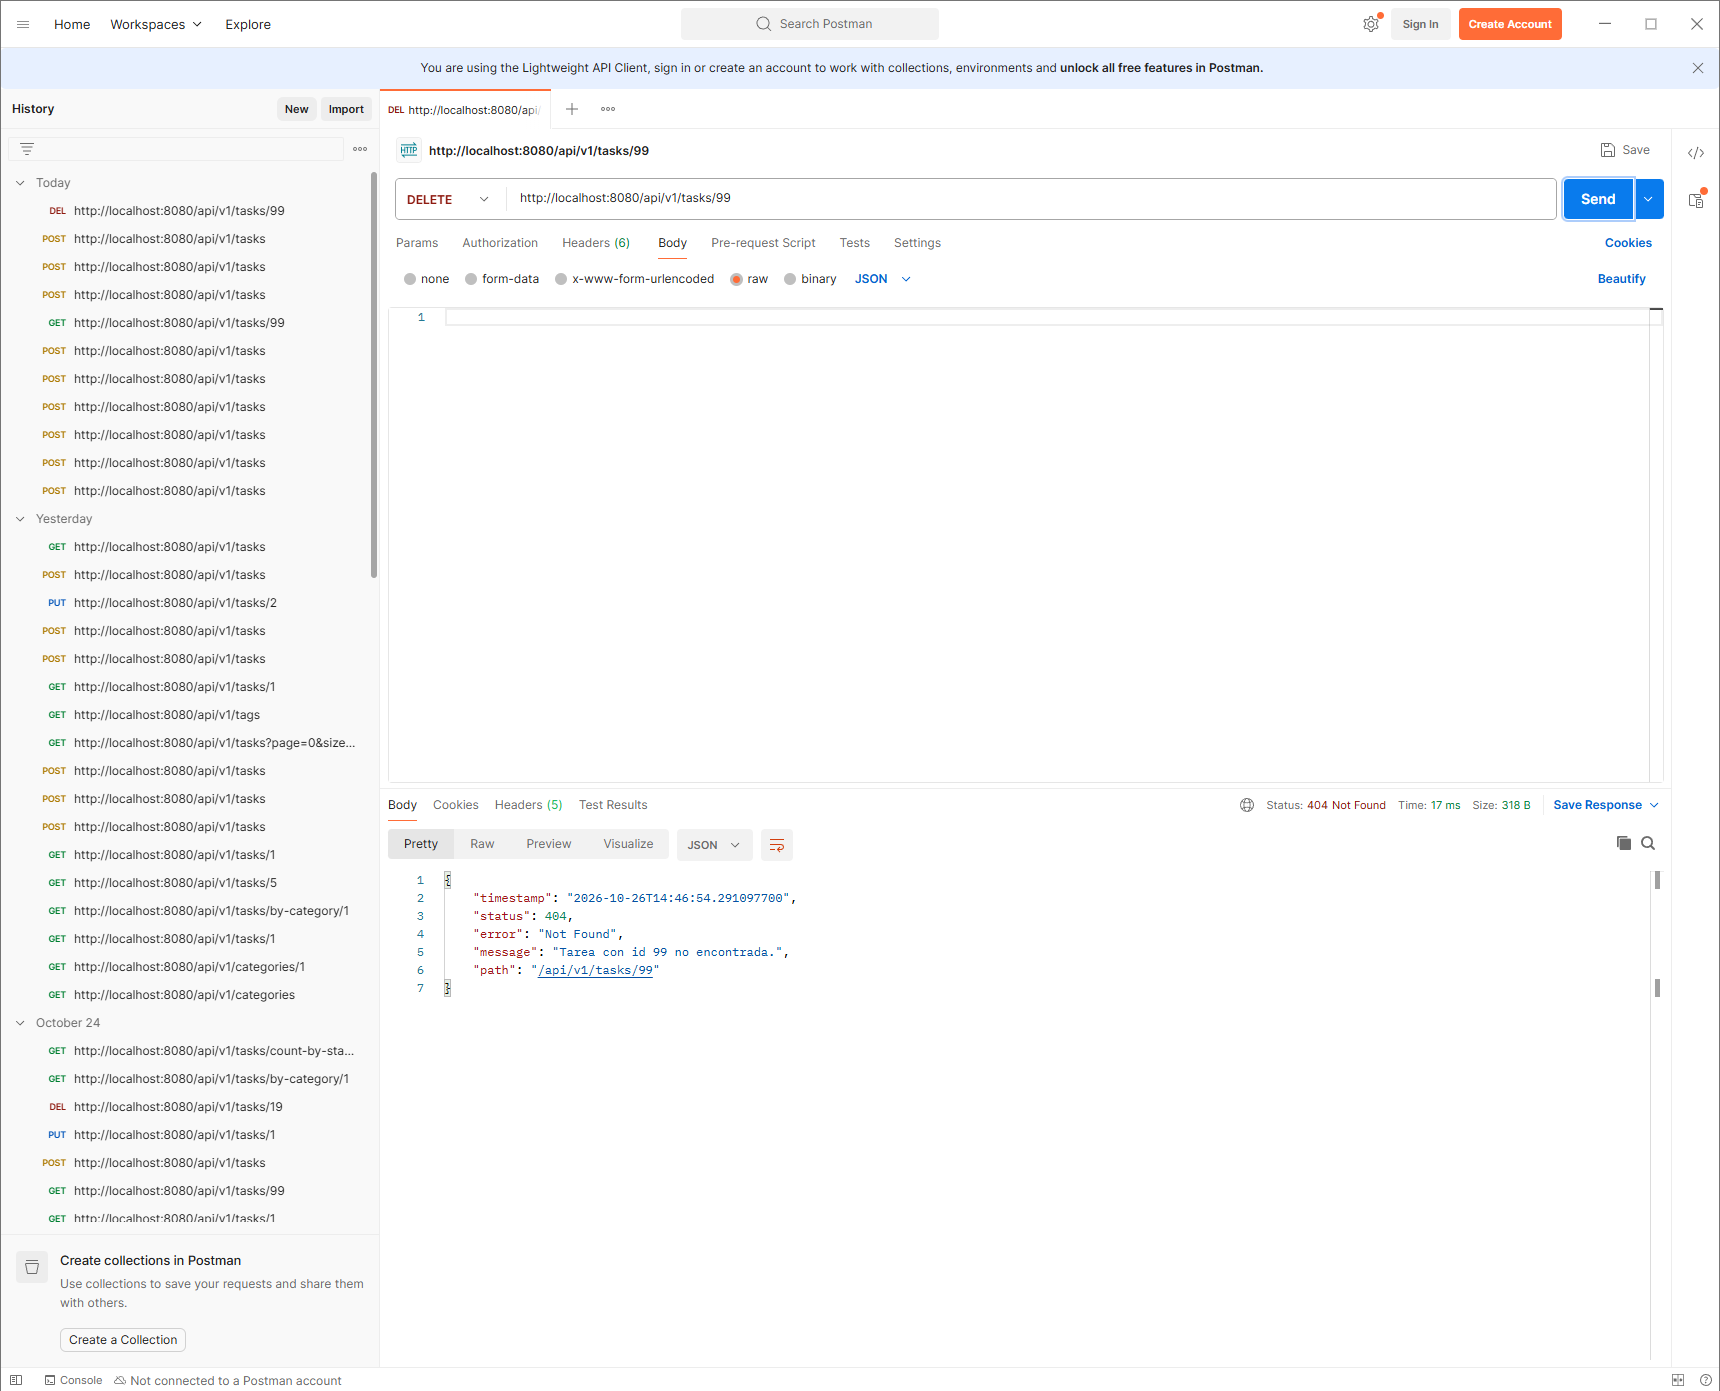 Home Workspaces Explore Search Postman Sign In Create Account
You are using the Lightweight API Client, sign in or create an account to work with collections, environments and unlock all free features in Postman.
History New Import
Today
DEL http://localhost:8080/api/v1/tasks/99
POST http://localhost:8080/api/v1/tasks
POST http://localhost:8080/api/v1/tasks
POST http://localhost:8080/api/v1/tasks
GET http://localhost:8080/api/v1/tasks/99
POST http://localhost:8080/api/v1/tasks
POST http://localhost:8080/api/v1/tasks
POST http://localhost:8080/api/v1/tasks
POST http://localhost:8080/api/v1/tasks
POST http://localhost:8080/api/v1/tasks
POST http://localhost:8080/api/v1/tasks
Yesterday
GET http://localhost:8080/api/v1/tasks
POST http://localhost:8080/api/v1/tasks
PUT http://localhost:8080/api/v1/tasks/2
POST http://localhost:8080/api/v1/tasks
POST http://localhost:8080/api/v1/tasks
GET http://localhost:8080/api/v1/tasks/1
GET http://localhost:8080/api/v1/tags
GET http://localhost:8080/api/v1/tasks?page=0&size...
POST http://localhost:8080/api/v1/tasks
POST http://localhost:8080/api/v1/tasks
POST http://localhost:8080/api/v1/tasks
GET http://localhost:8080/api/v1/tasks/1
GET http://localhost:8080/api/v1/tasks/5
GET http://localhost:8080/api/v1/tasks/by-category/1
GET http://localhost:8080/api/v1/tasks/1
GET http://localhost:8080/api/v1/categories/1
GET http://localhost:8080/api/v1/categories
October 24
GET http://localhost:8080/api/v1/tasks/count-by-sta...
GET http://localhost:8080/api/v1/tasks/by-category/1
DEL http://localhost:8080/api/v1/tasks/19
PUT http://localhost:8080/api/v1/tasks/1
POST http://localhost:8080/api/v1/tasks
GET http://localhost:8080/api/v1/tasks/99
GET http://localhost:8080/api/v1/tasks/1
Create collections in Postman
Use collections to save your requests and share them
with others.
Create a Collection
DEL http://localhost:8080/api/
HTTP http://localhost:8080/api/v1/tasks/99 Save
DELETE http://localhost:8080/api/v1/tasks/99 Send
Params Authorization Headers (6) Body Pre-request Script Tests Settings Cookies
none form-data x-www-form-urlencoded raw binary JSON Beautify
1
Body Cookies Headers (5) Test Results Status: 404 Not Found Time: 17 ms Size: 318 B Save Response
Pretty Raw Preview Visualize JSON
1 {
2 "timestamp": "2026-10-26T14:46:54.291097700",
3 "status": 404,
4 "error": "Not Found",
5 "message": "Tarea con id 99 no encontrada.",
6 "path": "/api/v1/tasks/99"
7 }
Console Not connected to a Postman account